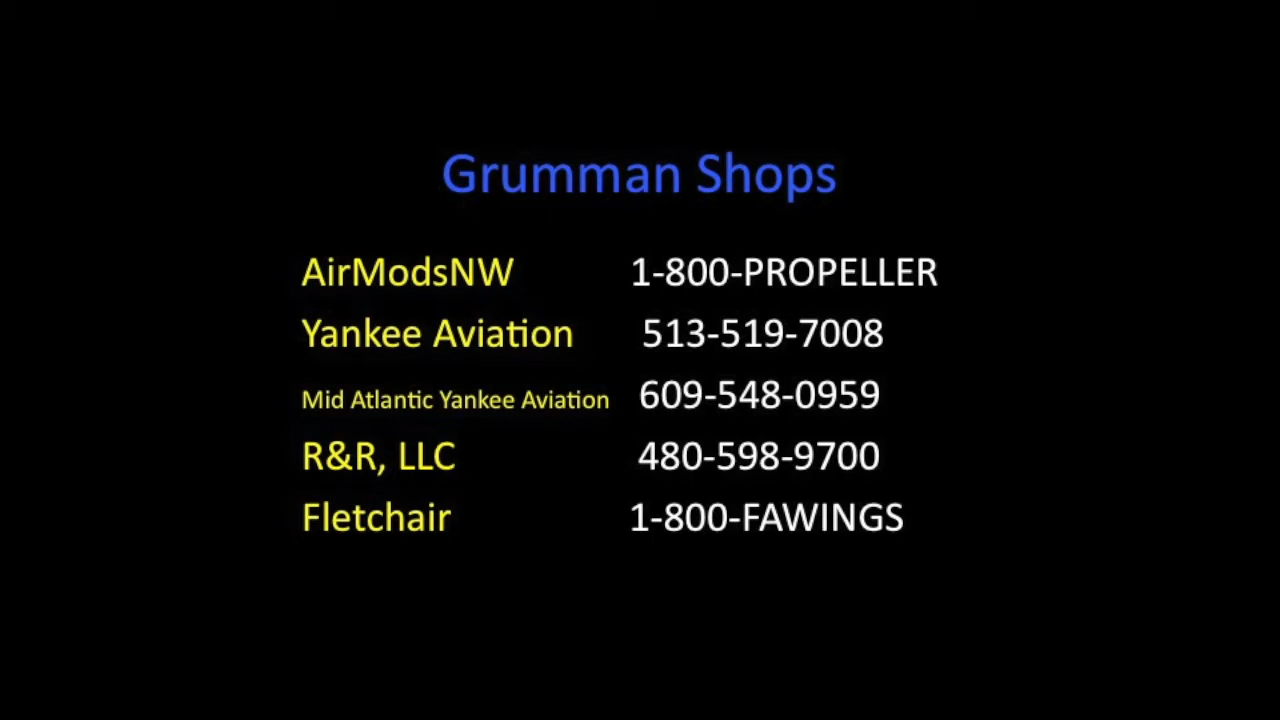 Grumman Shops
AirModsNW 1-800-PROPELLER
Yankee Aviation 513-519-7008
Mid Atlantic Yankee Aviation 609-548-0959
R&R, LLC 480-598-9700
Fletchair 1-800-FAWINGS